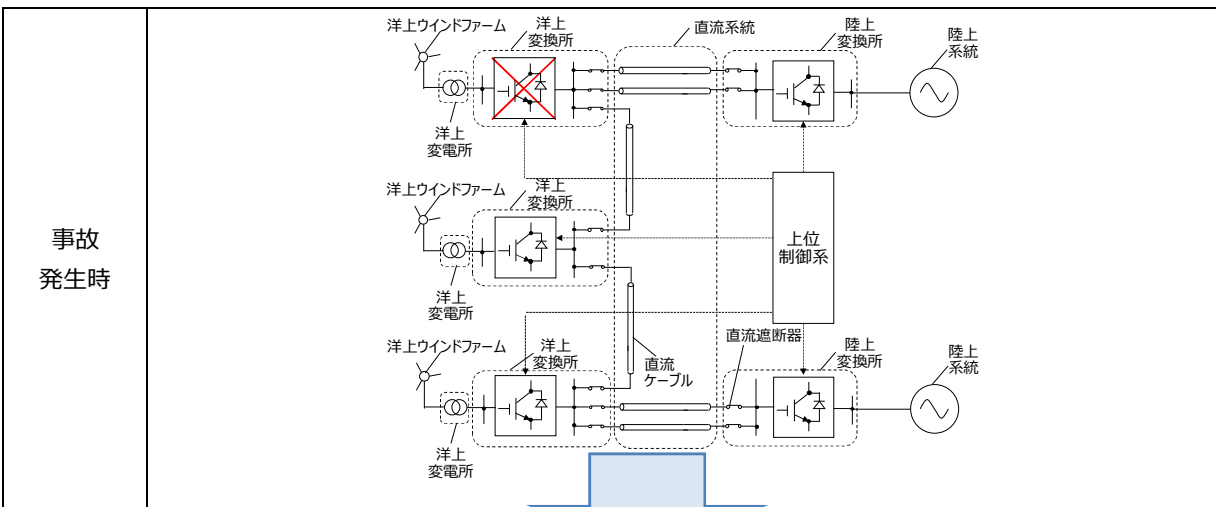 事故
発生時
洋上ウインドファーム
洋上
変換所
直流系統
陸上
変換所
陸上
系統
洋上
変電所
洋上ウインドファーム
洋上
変換所
上位
制御系
洋上
変電所
洋上ウインドファーム
洋上
変換所
直流
ケーブル
直流遮断器
陸上
変換所
陸上
系統
洋上
変電所